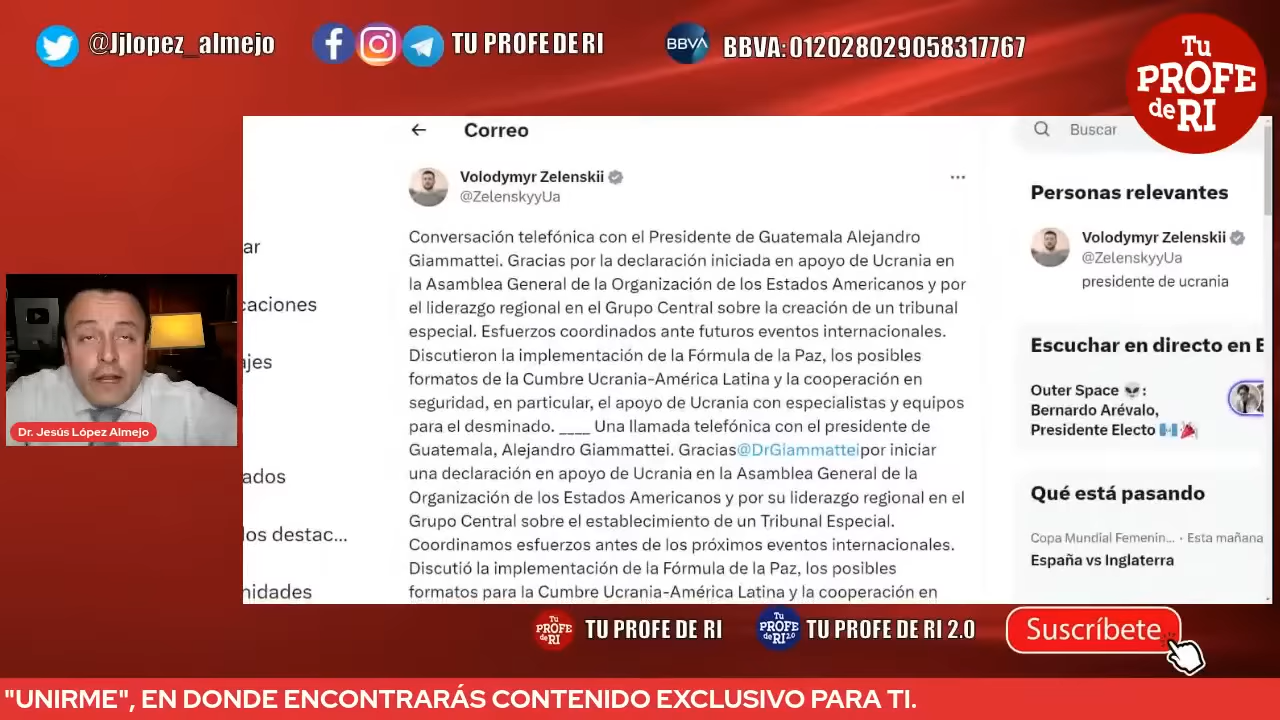 @Jjlopez_almejo
TU PROFE DE RI
BBVA
BBVA: 012028029058317767
Tu
PROFE
de RI
Correo
Buscar
Volodymyr Zelenskii
@ZelenskyyUa
Conversación telefónica con el Presidente de Guatemala Alejandro
Giammattei. Gracias por la declaración iniciada en apoyo de Ucrania en
la Asamblea General de la Organización de los Estados Americanos y por
el liderazgo regional en el Grupo Central sobre la creación de un tribunal
especial. Esfuerzos coordinados ante futuros eventos internacionales.
Discutieron la implementación de la Fórmula de la Paz, los posibles
formatos de la Cumbre Ucrania-América Latina y la cooperación en
seguridad, en particular, el apoyo de Ucrania con especialistas y equipos
para el desminado. ____ Una llamada telefónica con el presidente de
Guatemala, Alejandro Giammattei. Gracias@DrGiammatteipor iniciar
una declaración en apoyo de Ucrania en la Asamblea General de la
Organización de los Estados Americanos y por su liderazgo regional en el
Grupo Central sobre el establecimiento de un Tribunal Especial.
Coordinamos esfuerzos antes de los próximos eventos internacionales.
Discutió la implementación de la Fórmula de la Paz, los posibles
formatos para la Cumbre Ucrania-América Latina y la cooperación en
ar
caciones
ajes
ados
los destac...
nidades
Personas relevantes
Volodymyr Zelenskii
@ZelenskyyUa
presidente de ucrania
Escuchar en directo en E
Outer Space 👽:
Bernardo Arévalo,
Presidente Electo 🇬🇹🎉
Qué está pasando
Copa Mundial Femenin... · Esta mañana
España vs Inglaterra
Dr. Jesús López Almejo
Tu
PROFE
de RI
TU PROFE DE RI
Tu
PROFE
de RI 2.0
TU PROFE DE RI 2.0
Suscríbete
"UNIRME", EN DONDE ENCONTRARÁS CONTENIDO EXCLUSIVO PARA TI.